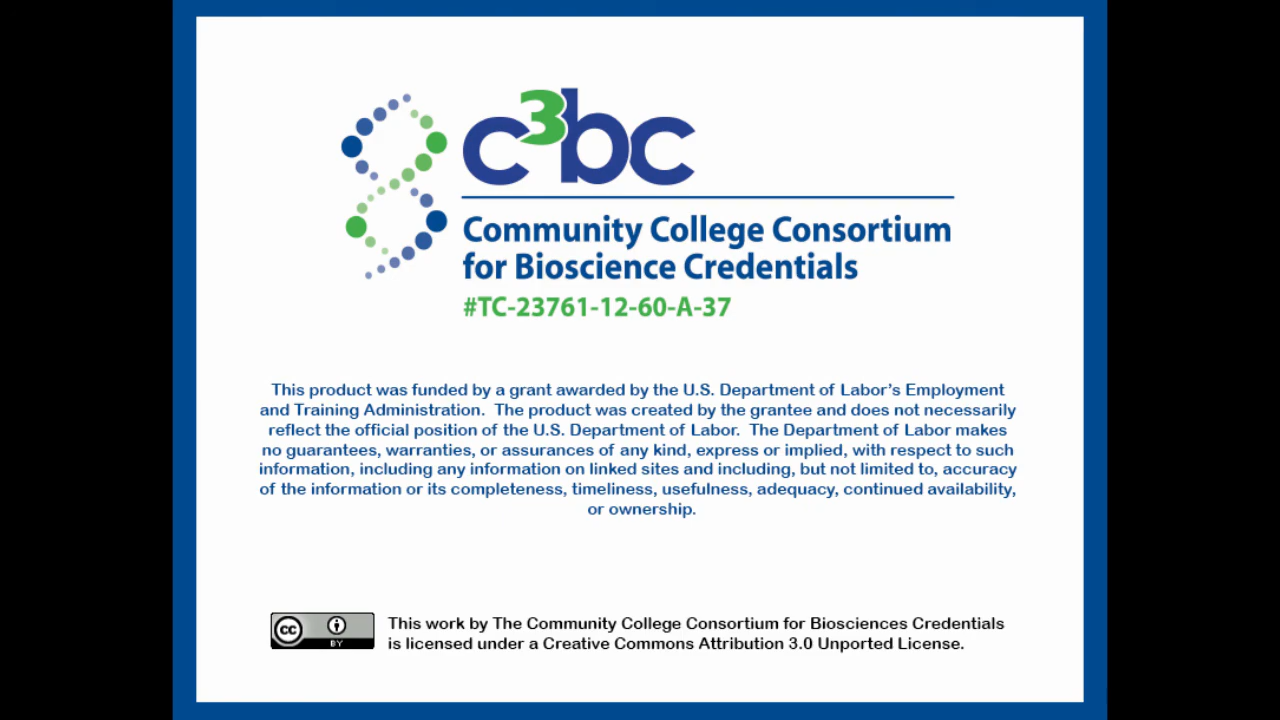 c3bc
Community College Consortium
for Bioscience Credentials
#TC-23761-12-60-A-37
This product was funded by a grant awarded by the U.S. Department of Labor’s Employment
and Training Administration.  The product was created by the grantee and does not necessarily
reflect the official position of the U.S. Department of Labor.  The Department of Labor makes
no guarantees, warranties, or assurances of any kind, express or implied, with respect to such
information, including any information on linked sites and including, but not limited to, accuracy
of the information or its completeness, timeliness, usefulness, adequacy, continued availability,
or ownership.
cc
BY
This work by The Community College Consortium for Biosciences Credentials
is licensed under a Creative Commons Attribution 3.0 Unported License.